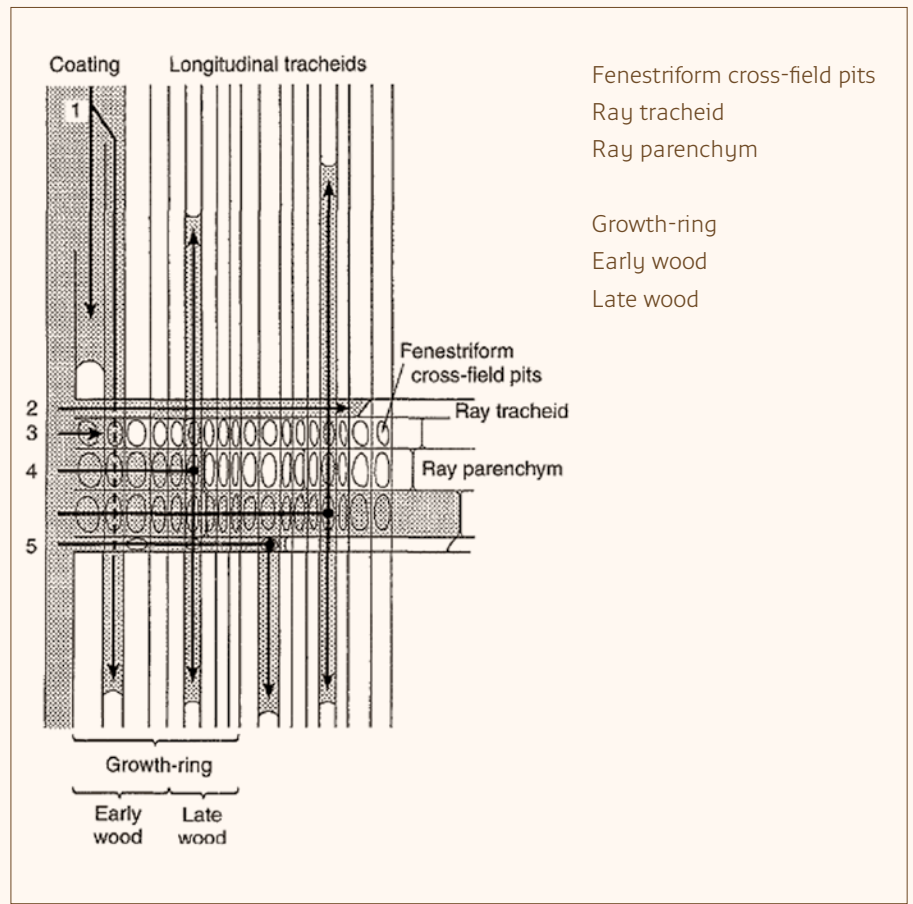 Coating
Longitudinal tracheids
1
Fenestriform
cross-field pits
2
Ray tracheid
3
4
Ray parenchym
5
Growth-ring
Early
wood
Late
wood
Fenestriform cross-field pits
Ray tracheid
Ray parenchym
Growth-ring
Early wood
Late wood